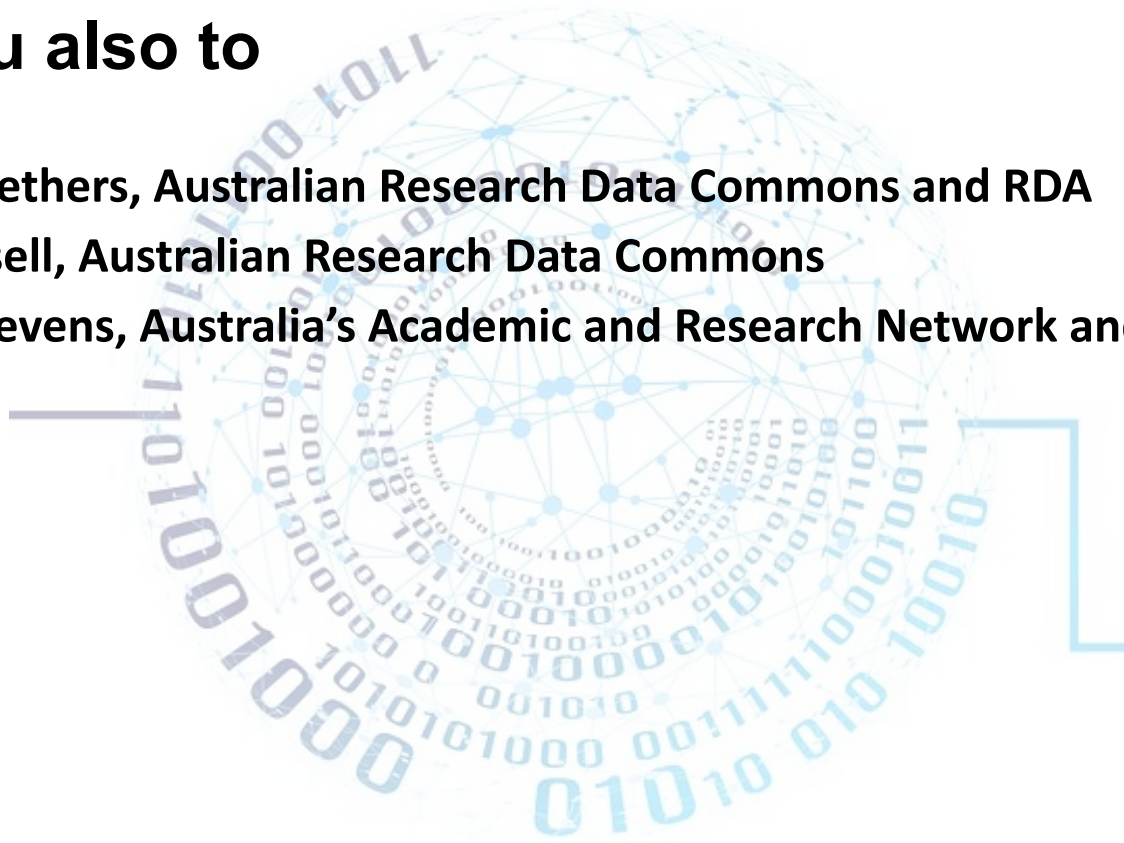 u also to
ethers, Australian Research Data Commons and RDA
sell, Australian Research Data Commons
evens, Australia’s Academic and Research Network and